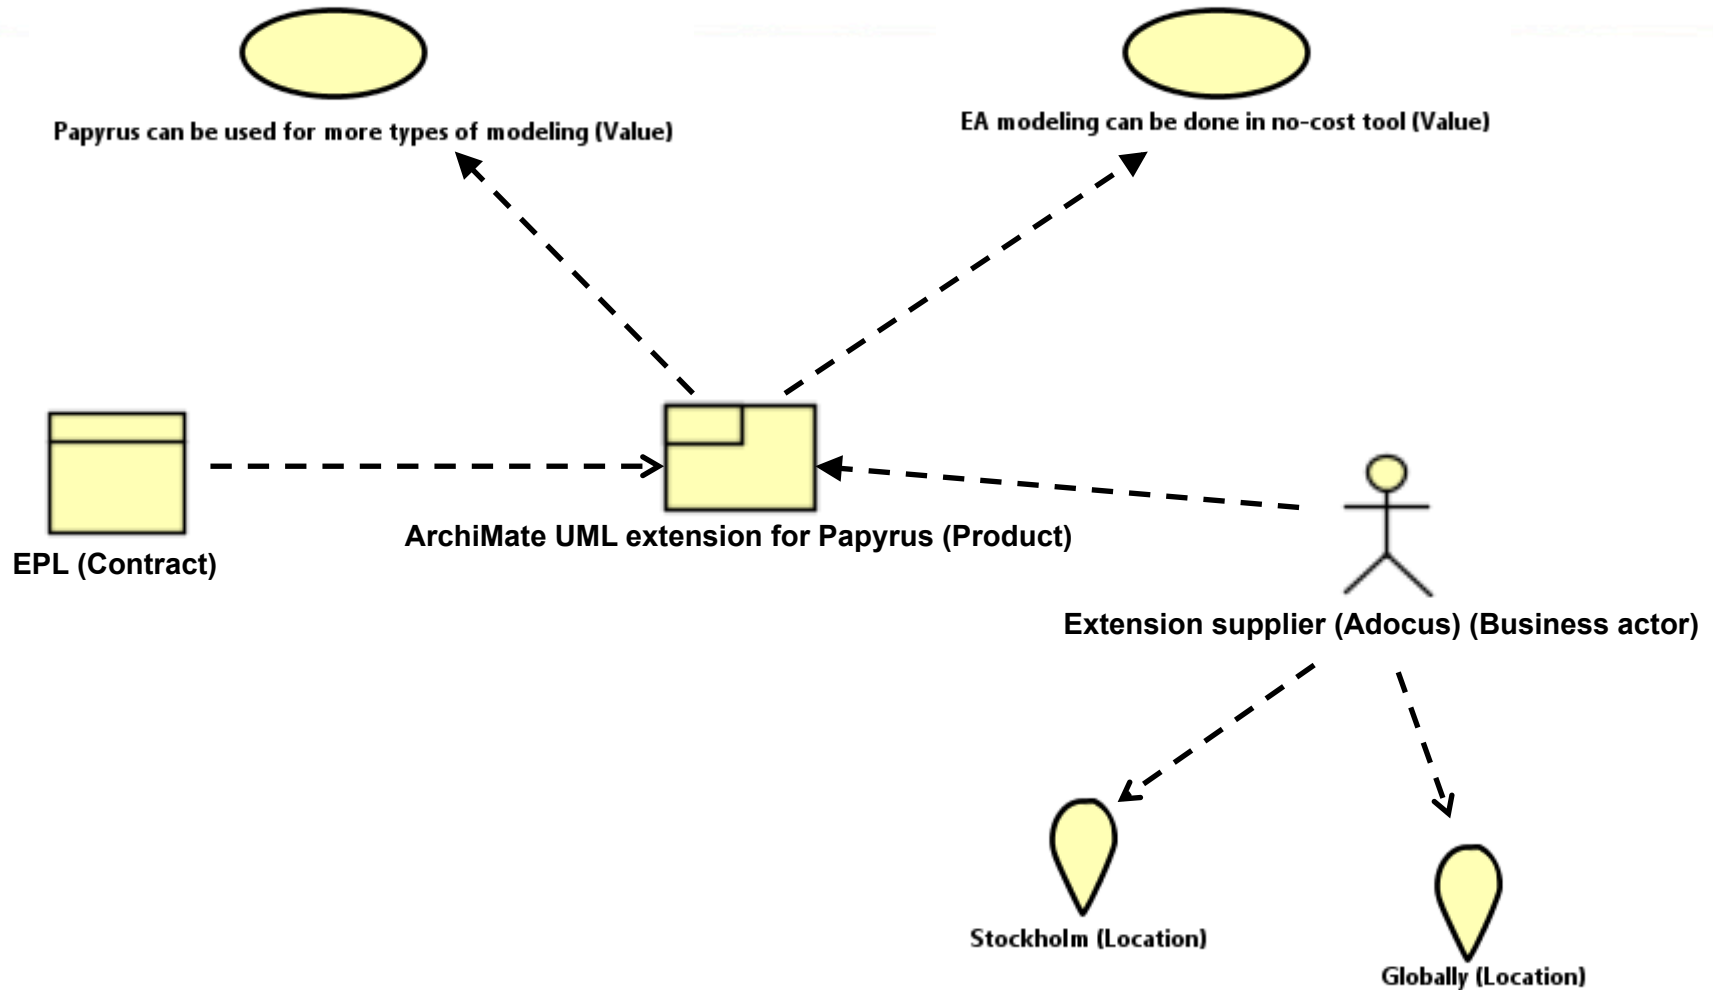 Papyrus can be used for more types of modeling (Value)
EA modeling can be done in no-cost tool (Value)
ArchiMate UML extension for Papyrus (Product)
EPL (Contract)
Extension supplier (Adocus) (Business actor)
Stockholm (Location)
Globally (Location)